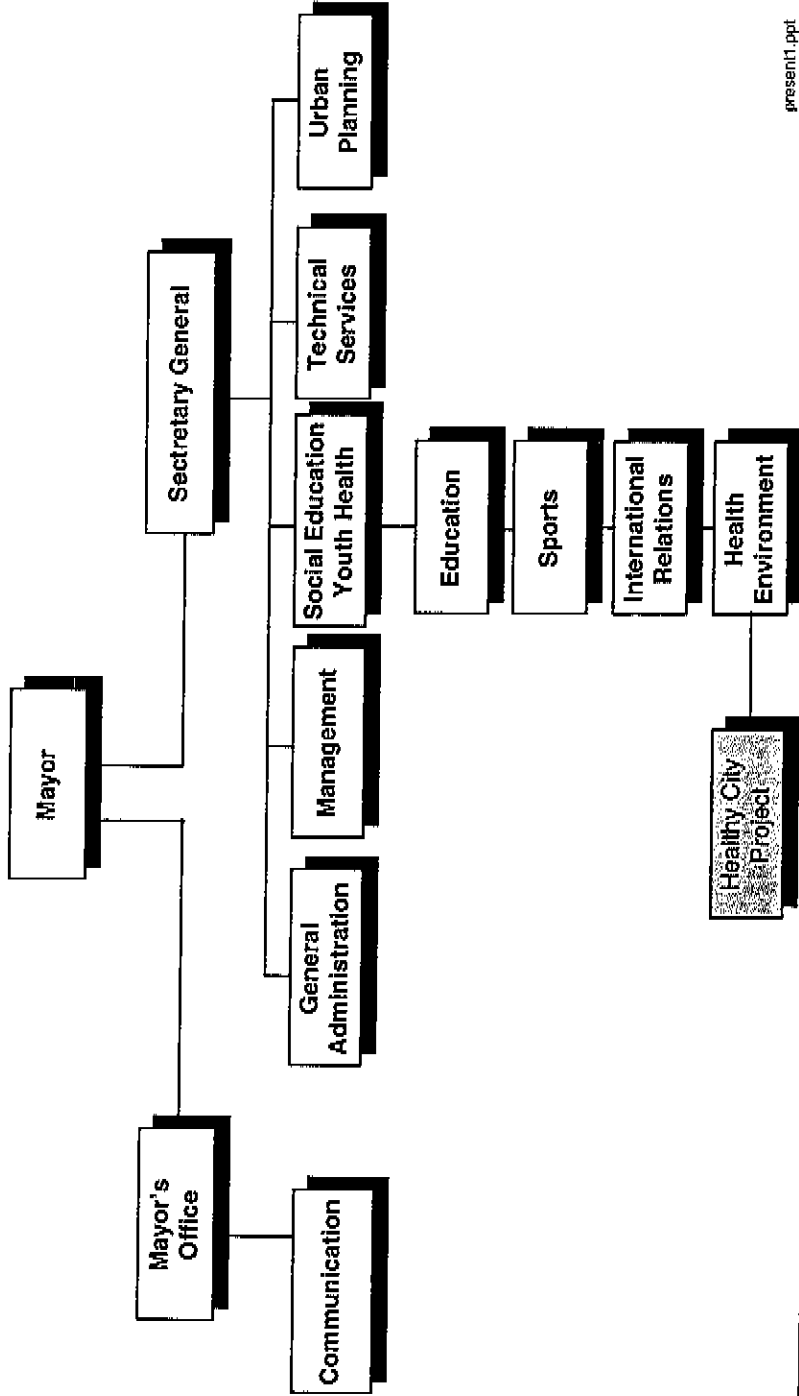 Mayor
Mayor's
Office
Sectretary General
Communication
General
Administration
Management
Social Education
Youth Health
Technical
Services
Urban
Planning
Education
Sports
International
Relations
Health
Environment
Healthy City
Project
present1.ppt